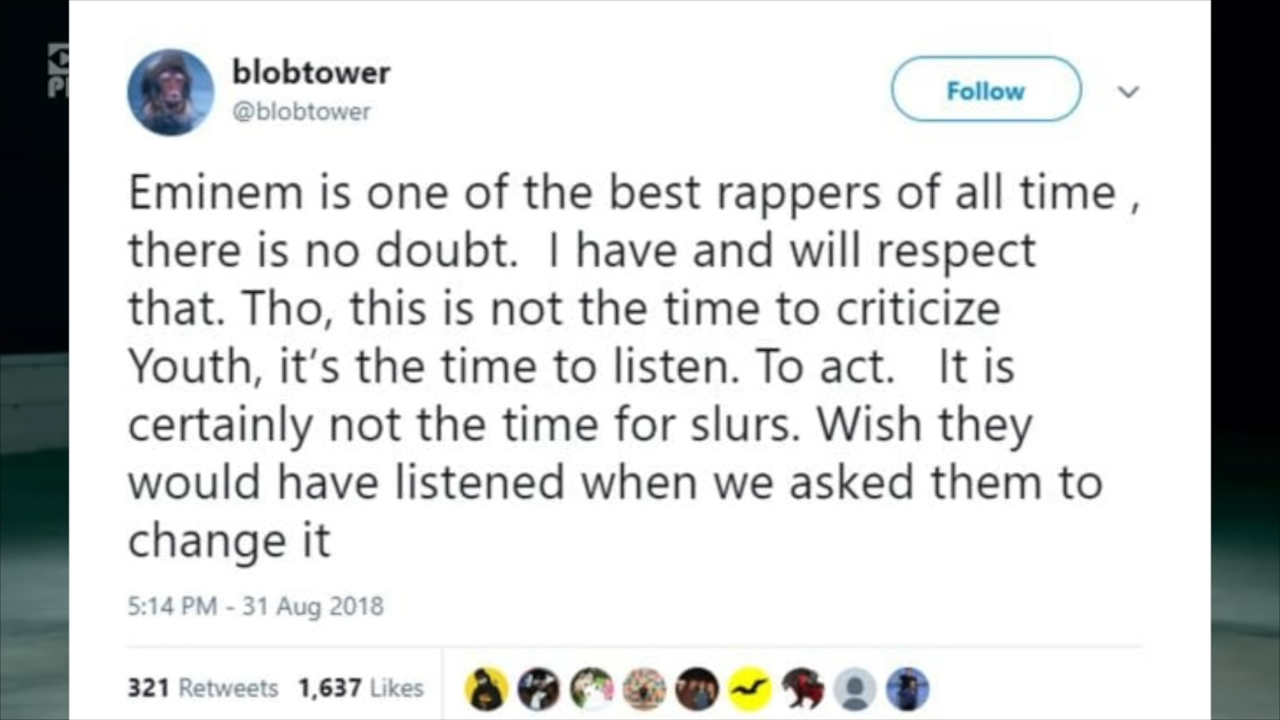 blobtower
@blobtower
Follow
Eminem is one of the best rappers of all time ,
there is no doubt.  I have and will respect
that. Tho, this is not the time to criticize
Youth, it’s the time to listen. To act.   It is
certainly not the time for slurs. Wish they
would have listened when we asked them to
change it
5:14 PM - 31 Aug 2018
321 Retweets 1,637 Likes